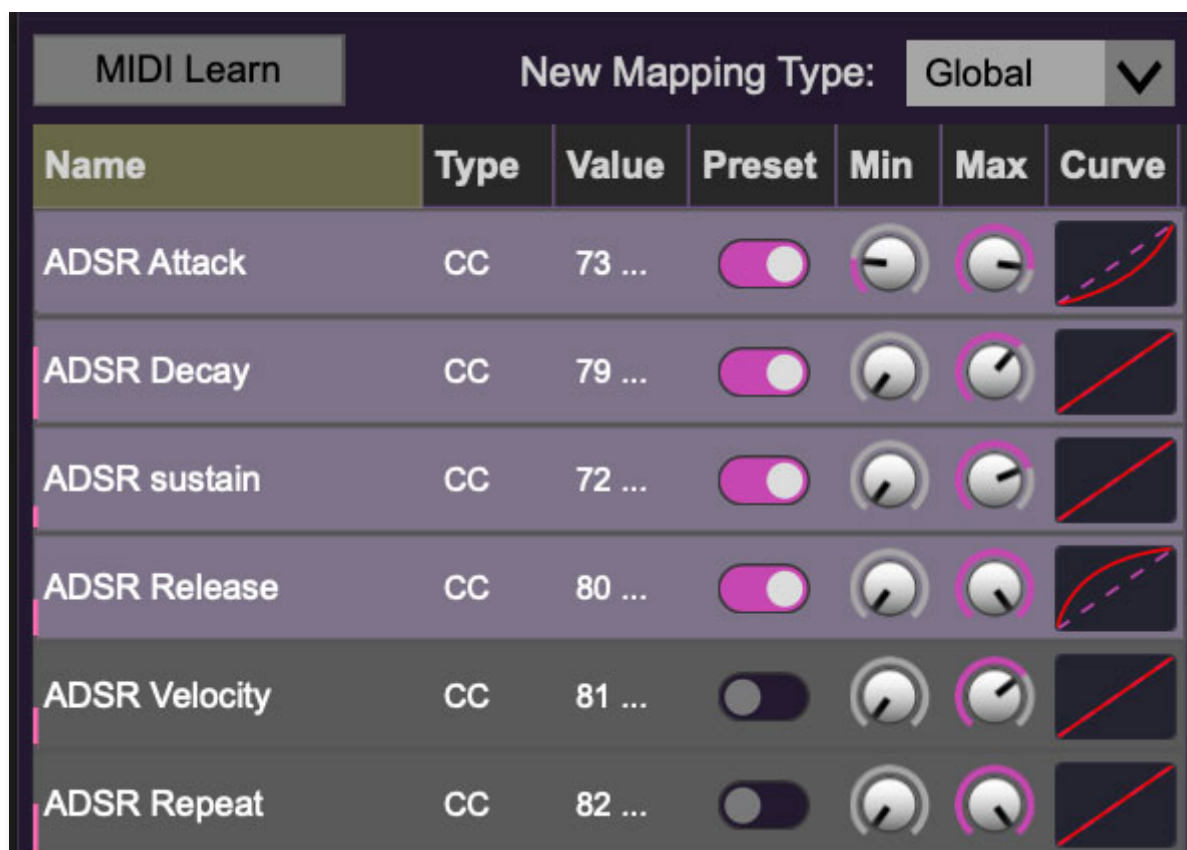 MIDI Learn New Mapping Type: Global
Name Type Value Preset Min Max Curve
ADSR Attack CC 73 ...
ADSR Decay CC 79 ...
ADSR sustain CC 72 ...
ADSR Release CC 80 ...
ADSR Velocity CC 81 ...
ADSR Repeat CC 82 ...